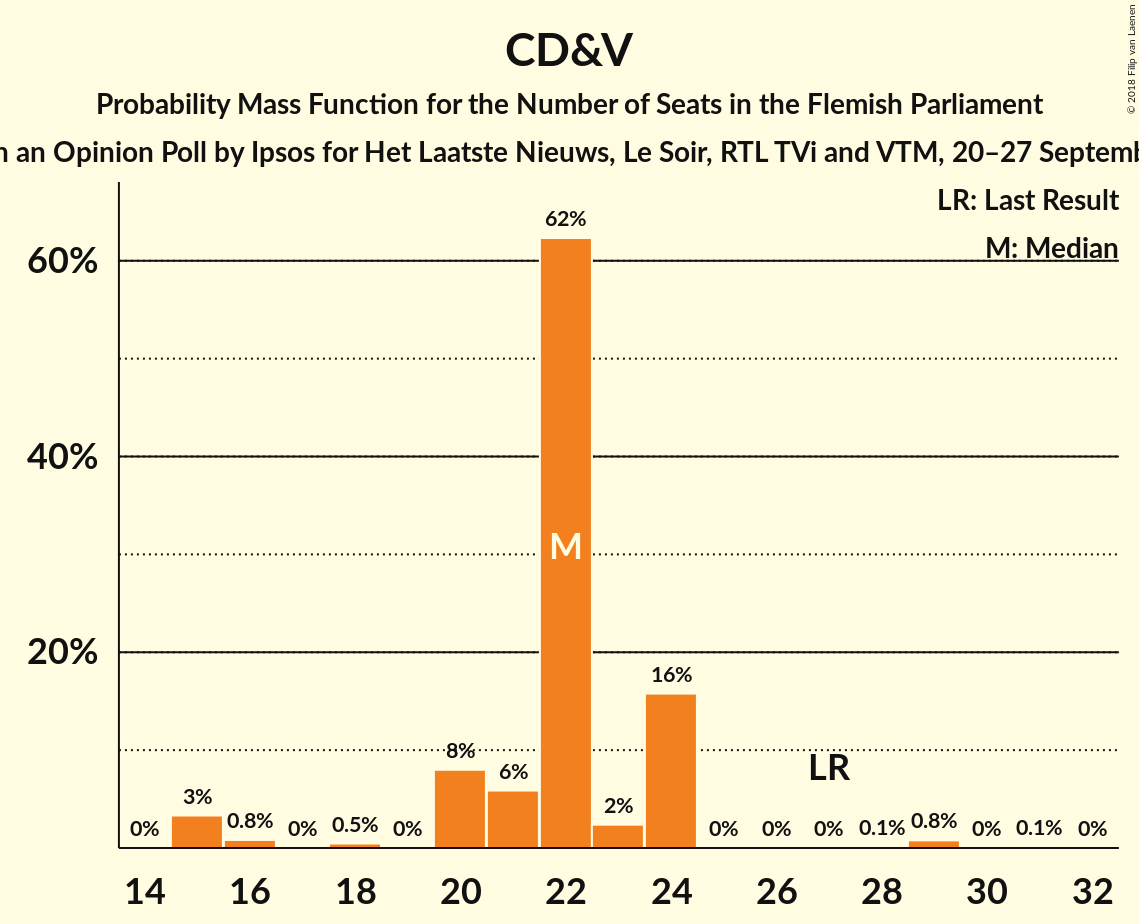 CD&V
Probability Mass Function for the Number of Seats in the Flemish Parliament
an Opinion Poll by Ipsos for Het Laatste Nieuws, Le Soir, RTL TVi and VTM, 20–27
© 2018 Filip van Laenen
LR: Last Result
M: Median
60%
40%
20%
0% 3% 0.8% 0% 0.5% 0% 8% 6% 62% 2% 16% 0% 0% 0% 0.1% 0.8% 0% 0.1% 0%
M
LR
14 16 18 20 22 24 26 28 30 32